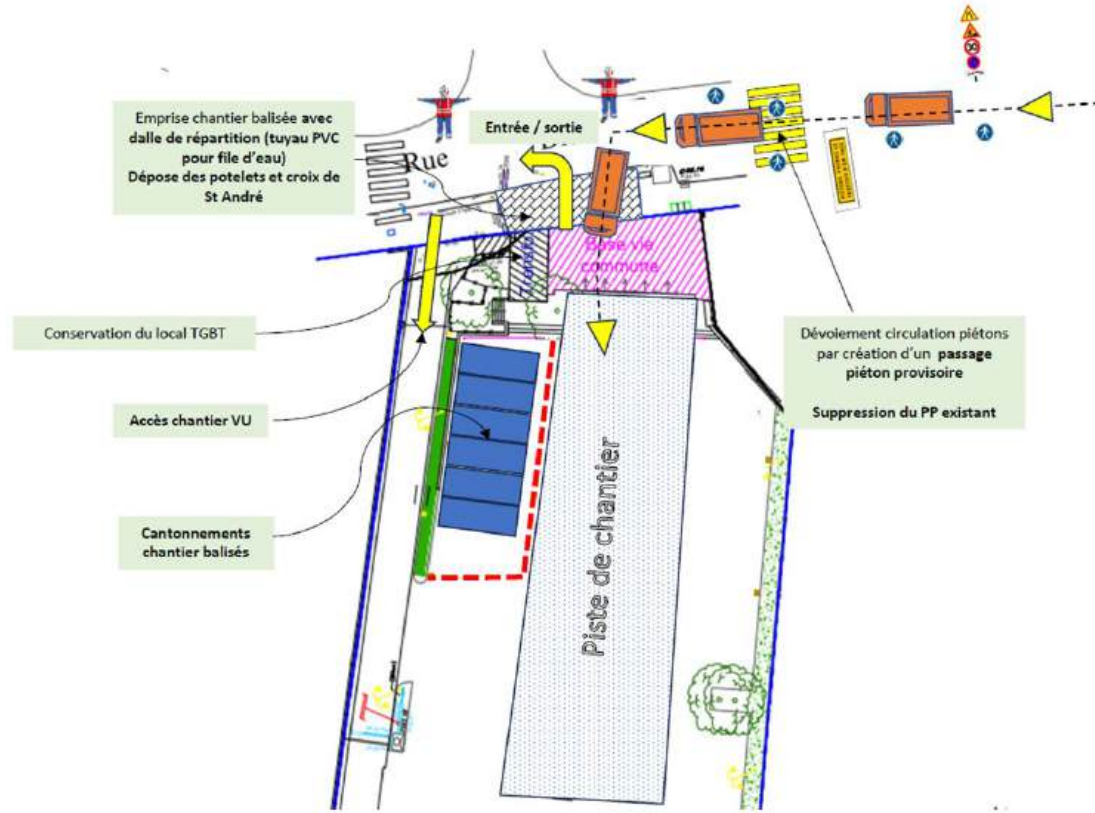 Emprise chantier balisée avec
dalle de répartition (tuyau PVC
pour file d'eau)
Dépose des potelets et croix de
St André
Entrée / sortie
Rue
Base vie
commune
Conservation du local TGBT
Dévoiement circulation piétons
par création d'un passage
piéton provisoire
Suppression du PP existant
Accès chantier VU
Cantonnements
chantier balisés
Piste de chantier